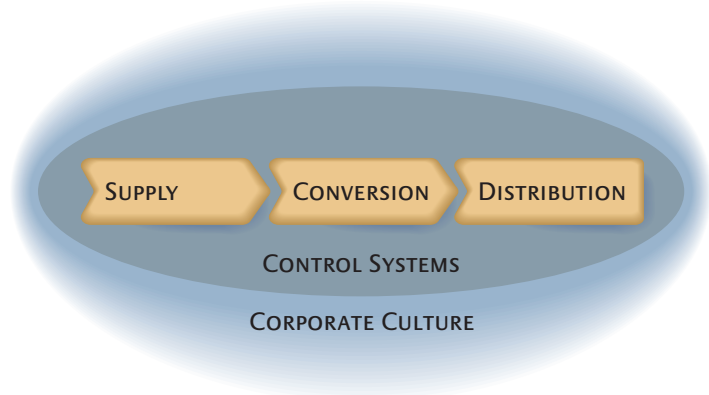 Supply
Conversion
Distribution
Control Systems
Corporate Culture